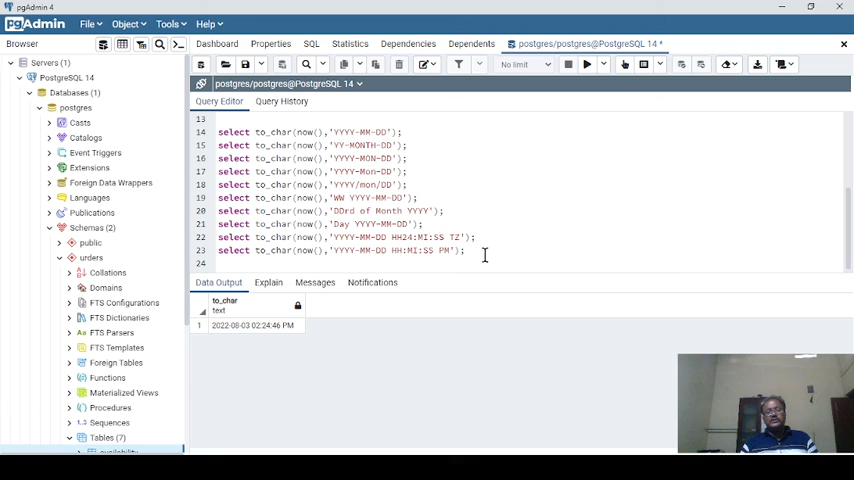 pgAdmin 4
pgAdmin File Object Tools Help
Browser Dashboard Properties SQL Statistics Dependencies Dependents postgres/postgres@PostgreSQL 14 *
Servers (1)
PostgreSQL 14
Databases (1)
postgres
Casts
Catalogs
Event Triggers
Extensions
Foreign Data Wrappers
Languages
Publications
Schemas (2)
public
urders
Collations
Domains
FTS Configurations
FTS Dictionaries
FTS Parsers
FTS Templates
Foreign Tables
Functions
Materialized Views
Procedures
Sequences
Tables (7)
availability
No limit
postgres/postgres@PostgreSQL 14
Query Editor Query History
13
14 select to_char(now(),'YYYY-MM-DD');
15 select to_char(now(),'YY-MONTH-DD');
16 select to_char(now(),'YYYY-MON-DD');
17 select to_char(now(),'YYYY-Mon-DD');
18 select to_char(now(),'YYYY/mon/DD');
19 select to_char(now(),'WW YYYY-MM-DD');
20 select to_char(now(),'DDrd of Month YYYY');
21 select to_char(now(),'Day YYYY-MM-DD');
22 select to_char(now(),'YYYY-MM-DD HH24:MI:SS TZ');
23 select to_char(now(),'YYYY-MM-DD HH:MI:SS PM');
24
Data Output Explain Messages Notifications
to_char
text
1 2022-08-03 02:24:46 PM